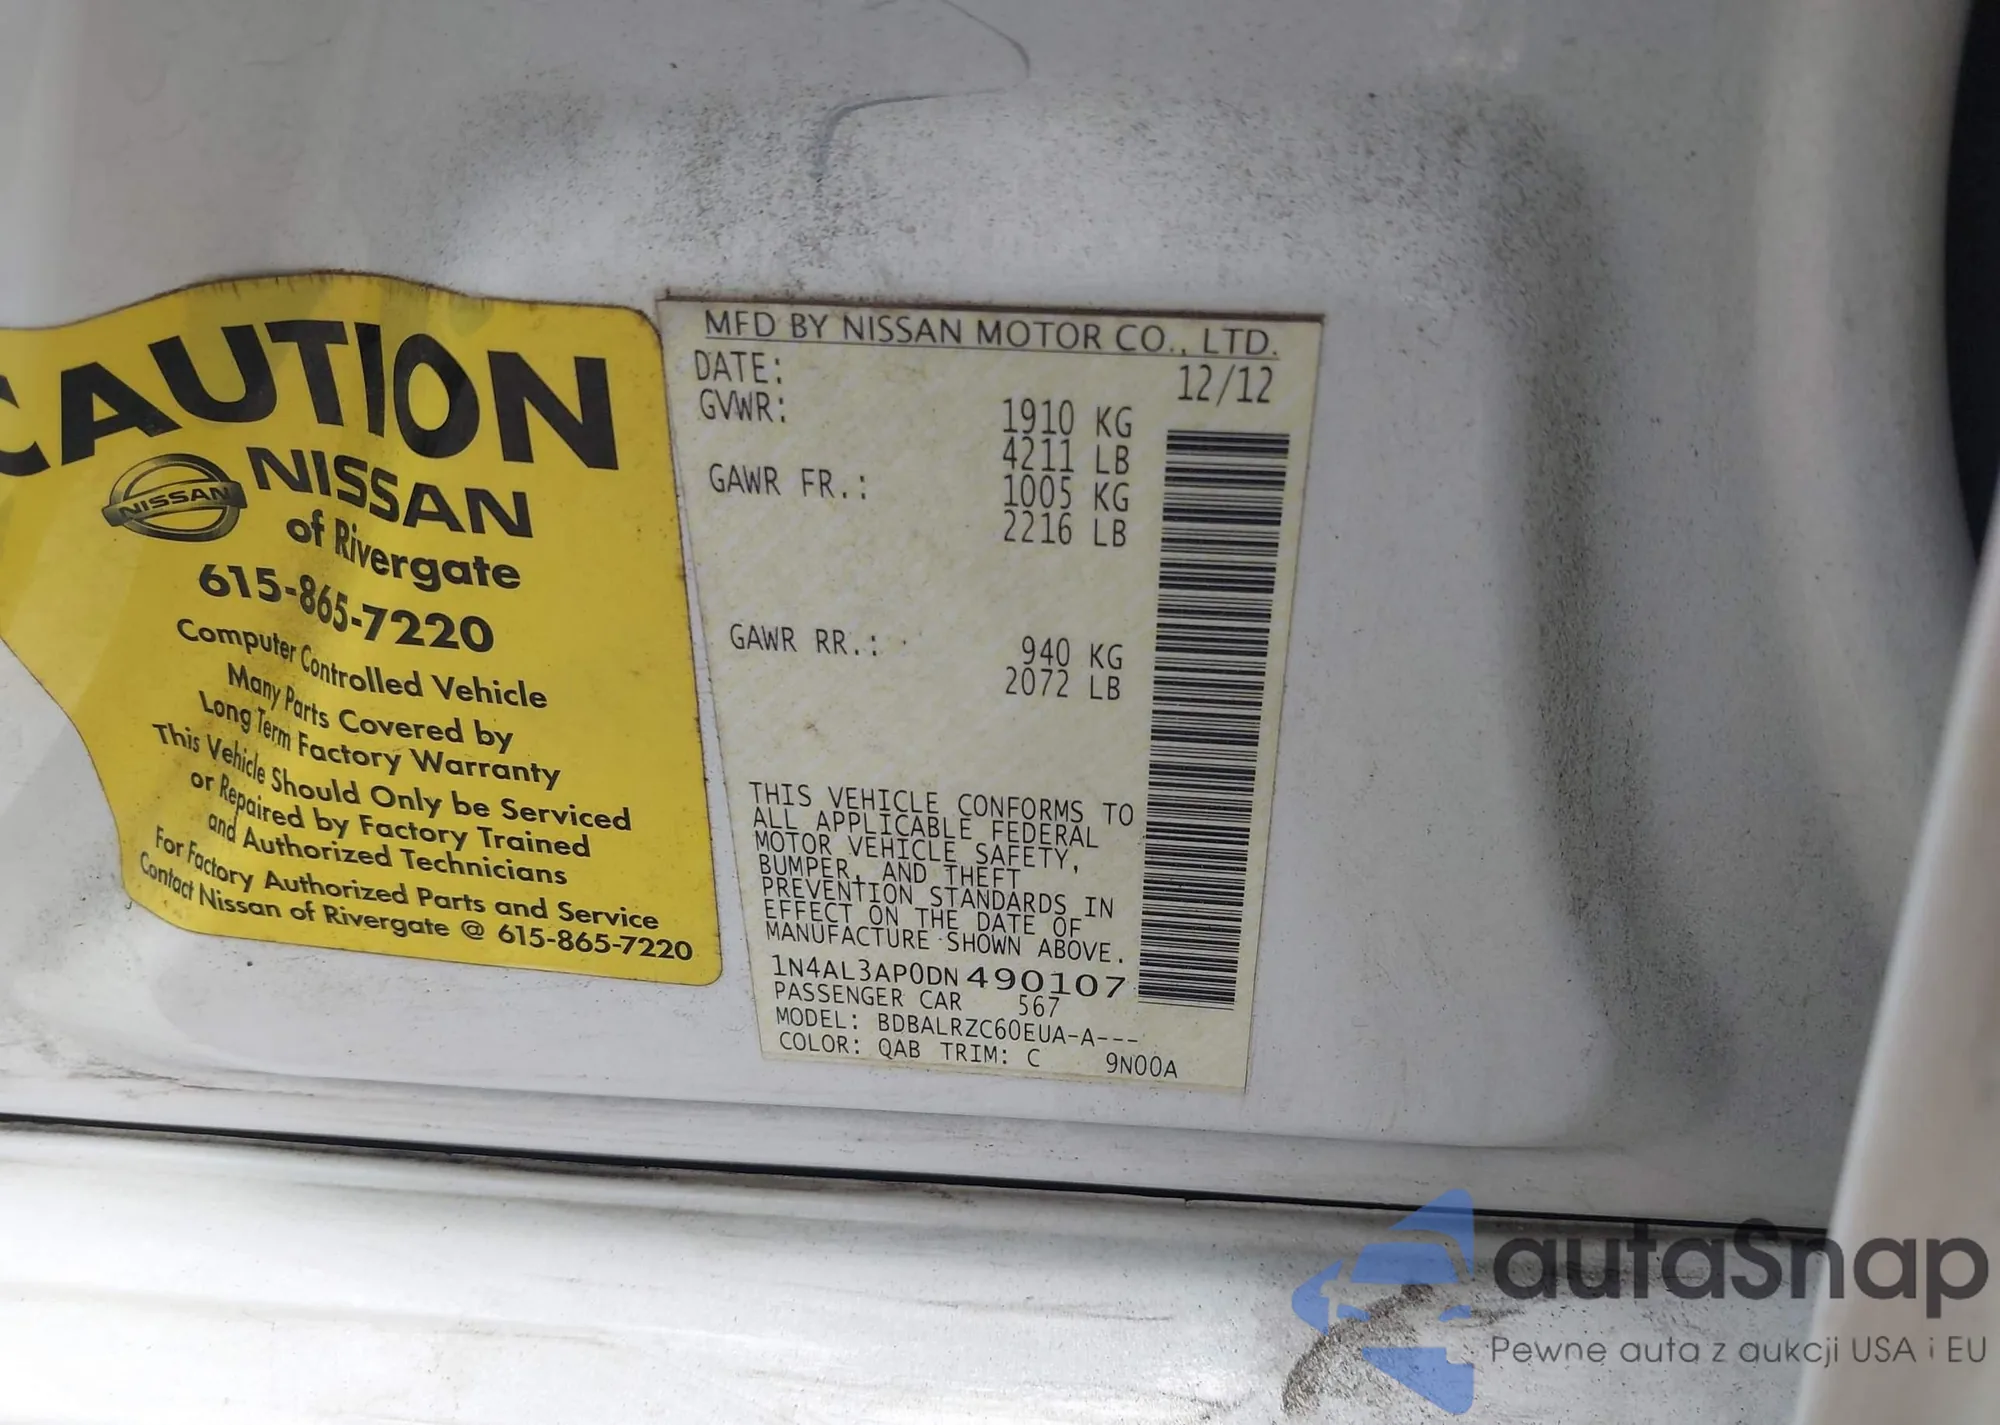 CAUTION
NISSAN
NISSAN
of Rivergate
615-865-7220
Computer Controlled Vehicle
Many Parts Covered by
Long Term Factory Warranty
This Vehicle Should Only be Serviced
or Repaired by Factory Trained
and Authorized Technicians
For Factory Authorized Parts and Service
Contact Nissan of Rivergate @ 615-865-7220
MFD BY NISSAN MOTOR CO., LTD.
DATE: 12/12
GVWR: 1910 KG
4211 LB
GAWR FR.: 1005 KG
2216 LB
GAWR RR.: 940 KG
2072 LB
THIS VEHICLE CONFORMS TO
ALL APPLICABLE FEDERAL
MOTOR VEHICLE SAFETY,
BUMPER, AND THEFT
PREVENTION STANDARDS IN
EFFECT ON THE DATE OF
MANUFACTURE SHOWN ABOVE.
1N4AL3AP0DN490107
PASSENGER CAR 567
MODEL: BDBALRZC60EUA-A---
COLOR: QAB TRIM: C 9N00A
autaSnap
Pewne auta z aukcji USA i EU